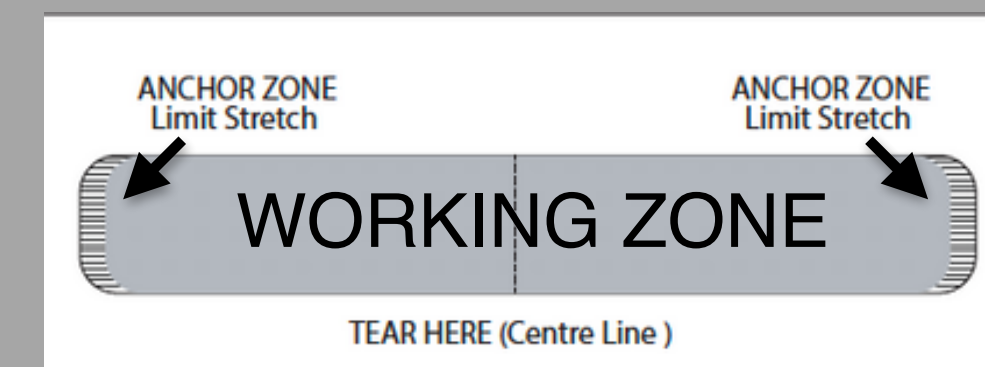 ANCHOR ZONE
Limit Stretch
ANCHOR ZONE
Limit Stretch
WORKING ZONE
TEAR HERE (Centre Line )